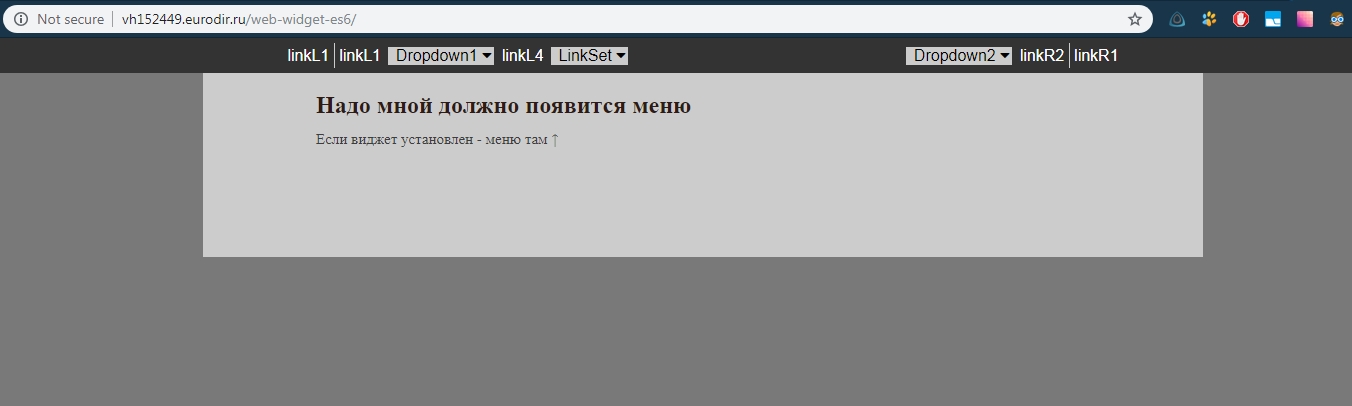 Not secure vh152449.eurodir.ru/web-widget-es6/
linkL1 linkL1 Dropdown1 linkL4 LinkSet Dropdown2 linkR2 linkR1
Надо мной должно появится меню
Если виджет установлен - меню там ↑